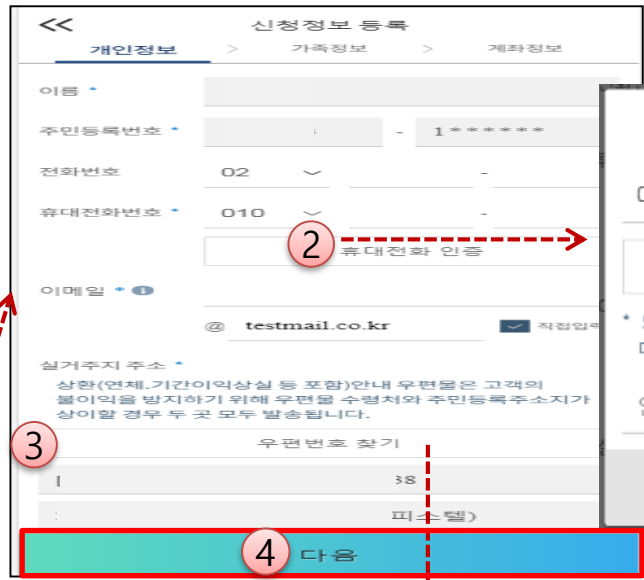 << 신청정보 등록
개인정보 > 가족정보 > 계좌정보
이름 *
주민등록번호 * - 1******
전화번호 02 -
휴대전화번호 * 010 -
② 휴대전화 인증
이메일 *
@ testmail.co.kr 직접입력
실거주지 주소 *
상환(연체.기간이익상실 등 포함)안내 우편물은 고객의
불이익을 방지하기 위해 우편물 수령처와 주민등록주소지가
상이할 경우 두 곳 모두 발송됩니다.
③ 우편번호 찾기
38
피스텔)
④ 다음